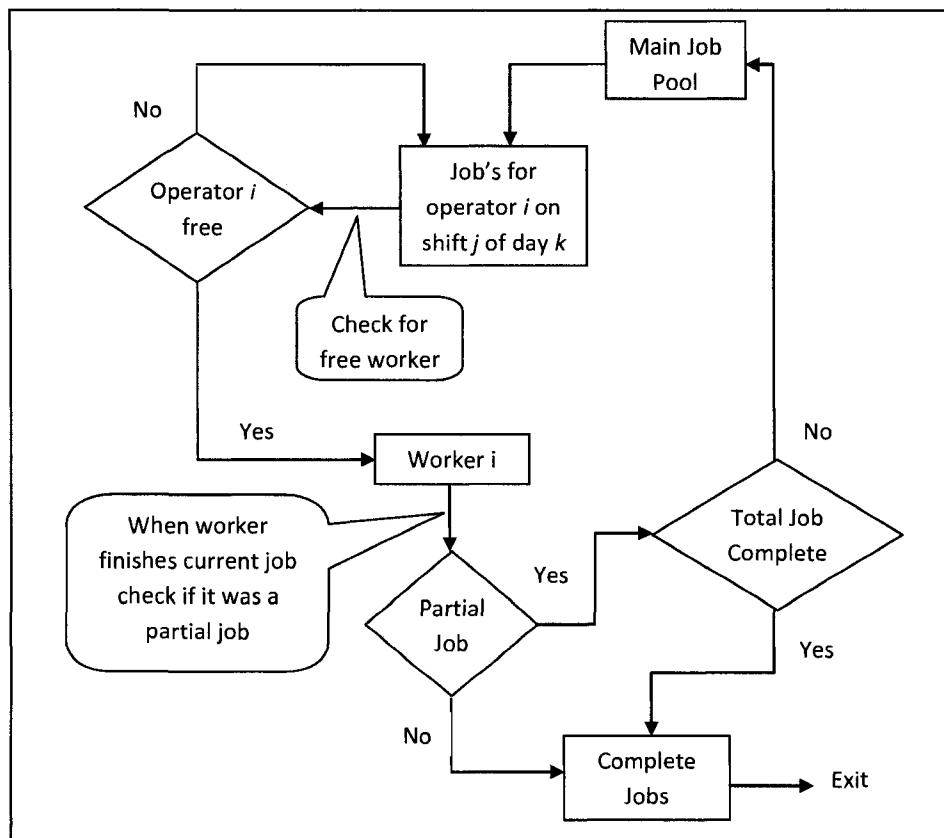 Main Job
Pool
No
Operator i
free
Job's for
operator i on
shift j of day k
Check for
free worker
Yes
Worker i
No
When worker
finishes current job
check if it was a
partial job
Yes
Total Job
Complete
Partial
Job
Yes
No
Complete
Jobs
Exit